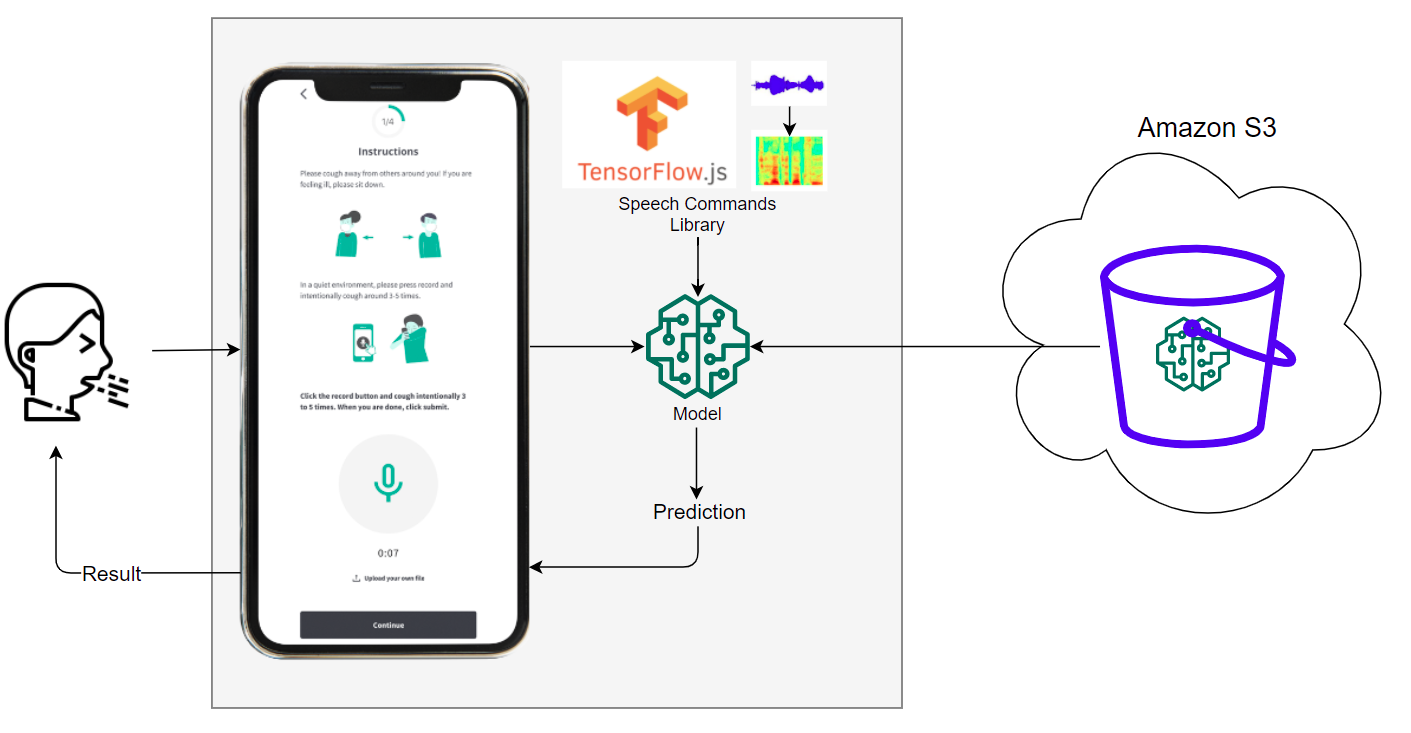 1/4
Instructions
Please cough away from others around you! If you are
feeling ill, please sit down.
In a quiet environment, please press record and
intentionally cough around 3-5 times.
Click the record button and cough intentionally 3
to 5 times. When you are done, click submit.
0:07
Upload your own file
Continue
TensorFlow.js
Speech Commands
Library
Model
Prediction
Result
Amazon S3